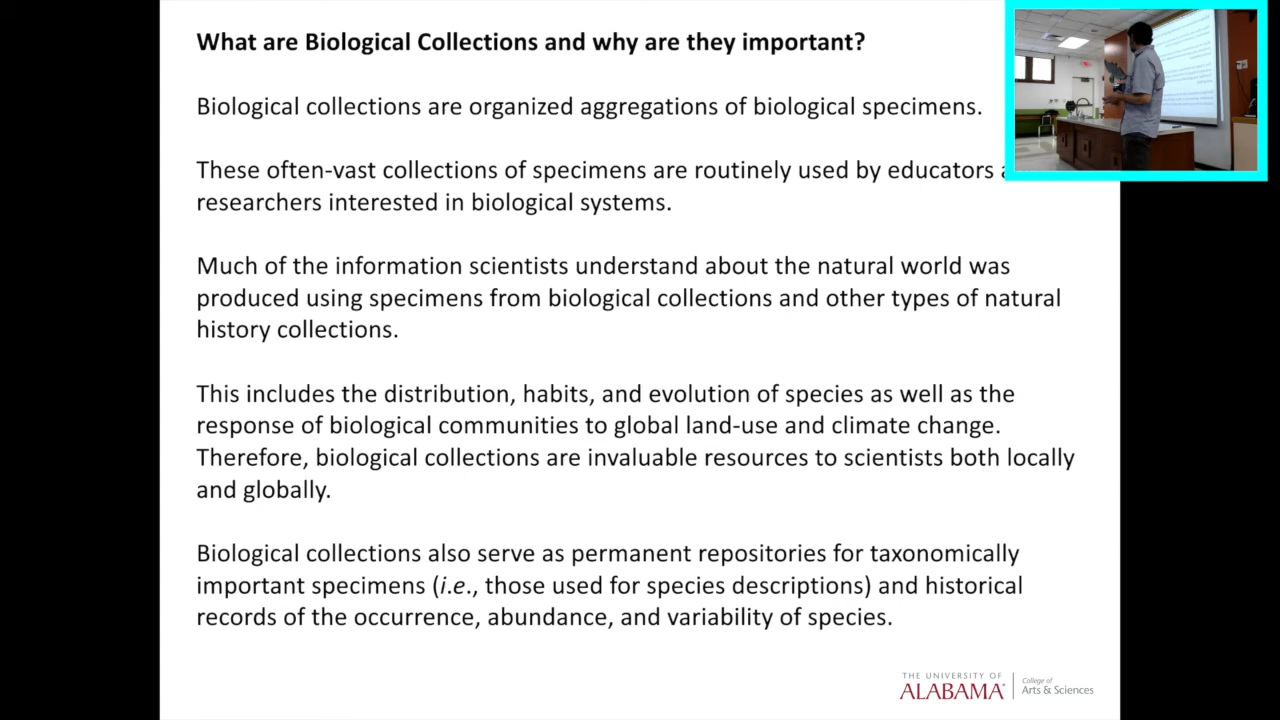 What are Biological Collections and why are they important?
Biological collections are organized aggregations of biological specimens.
These often-vast collections of specimens are routinely used by educators
researchers interested in biological systems.
Much of the information scientists understand about the natural world was
produced using specimens from biological collections and other types of natural
history collections.
This includes the distribution, habits, and evolution of species as well as the
response of biological communities to global land-use and climate change.
Therefore, biological collections are invaluable resources to scientists both locally
and globally.
Biological collections also serve as permanent repositories for taxonomically
important specimens (i.e., those used for species descriptions) and historical
records of the occurrence, abundance, and variability of species.
THE UNIVERSITY OF
ALABAMA
College of
Arts & Sciences